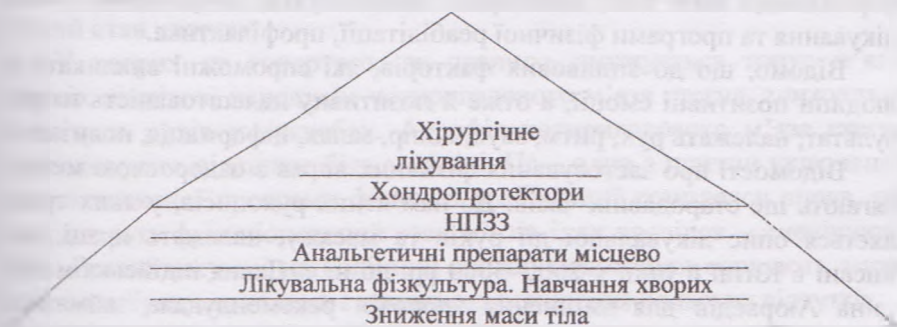 Хірургічне
лікування
Хондропротектори
НПЗЗ
Анальгетичні препарати місцево
Лікувальна фізкультура. Навчання хворих
Зниження маси тіла